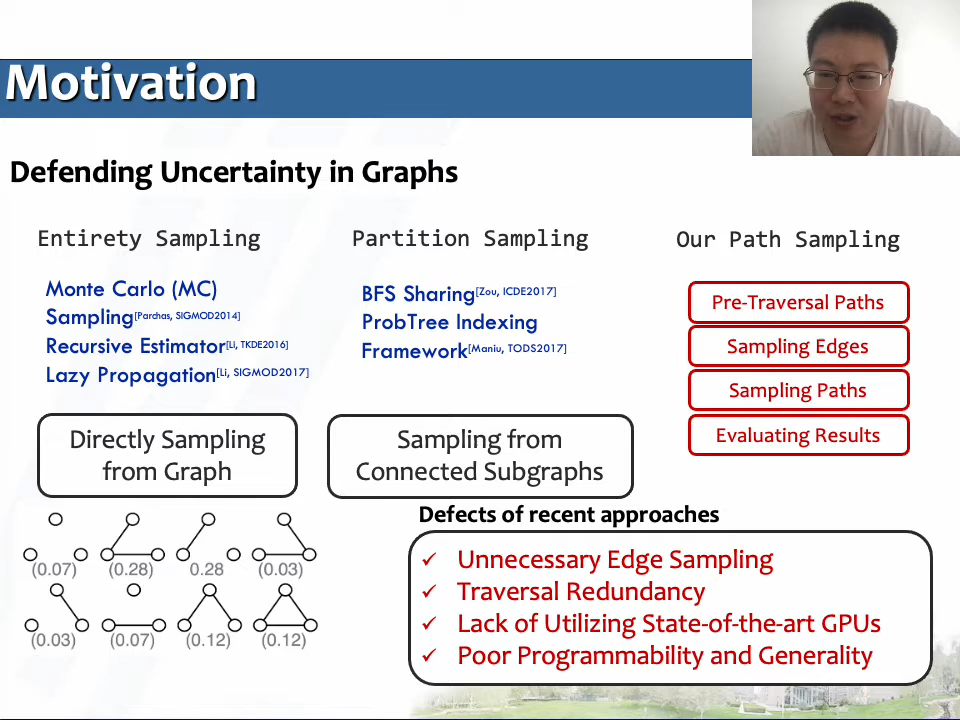 Motivation
Defending Uncertainty in Graphs
Entirety Sampling
Monte Carlo (MC)
Sampling[Parchas, SIGMOD2014]
Recursive Estimator[Li, TKDE2016]
Lazy Propagation[Li, SIGMOD2017]
Directly Sampling
from Graph
(0.07) (0.28) 0.28 (0.03)
(0.03) (0.07) (0.12) (0.12)
Partition Sampling
BFS Sharing[Zou, ICDE2017]
ProbTree Indexing
Framework[Maniu, TODS2017]
Sampling from
Connected Subgraphs
Our Path Sampling
Pre-Traversal Paths
Sampling Edges
Sampling Paths
Evaluating Results
Defects of recent approaches
✓ Unnecessary Edge Sampling
✓ Traversal Redundancy
✓ Lack of Utilizing State-of-the-art GPUs
✓ Poor Programmability and Generality